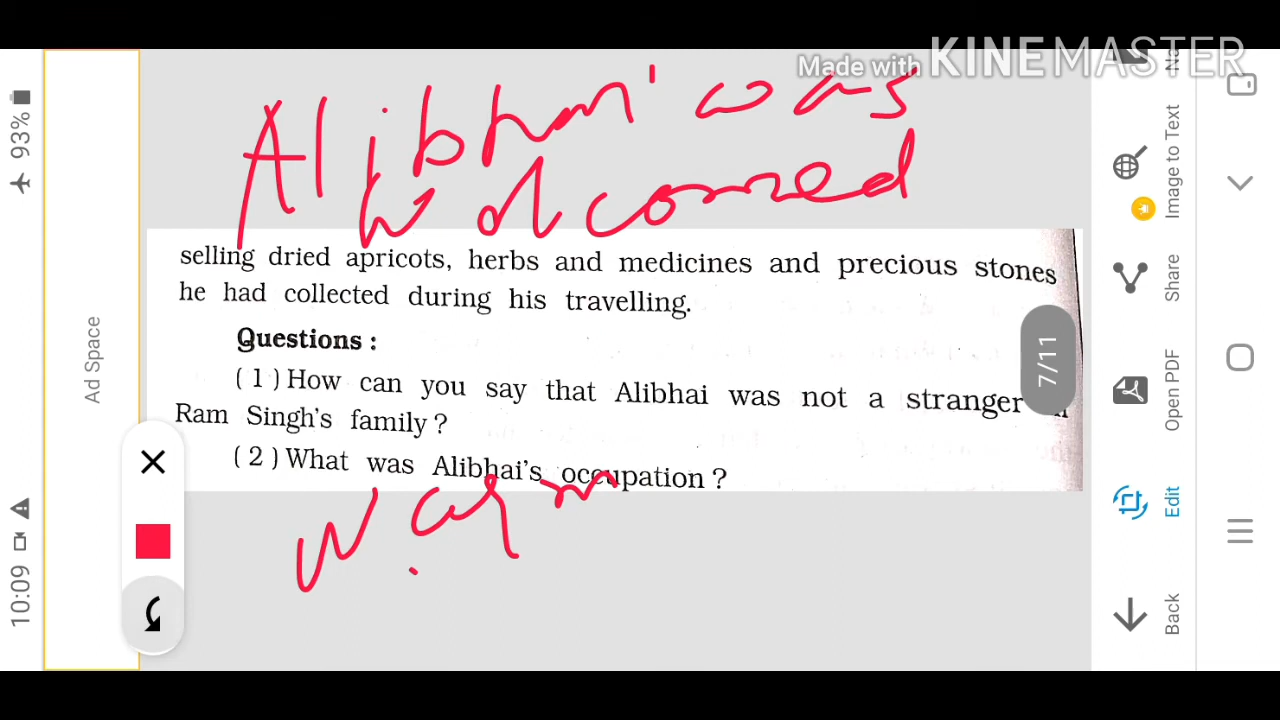 Made with KINEMASTER
Alibhai was
Welcomed
selling dried apricots, herbs and medicines and precious stones
he had collected during his travelling.
Questions :
( 1 ) How can you say that Alibhai was not a stranger
Ram Singh's family ?
( 2 ) What was Alibhai's occupation ?
warm
7/11
Ad Space
10:09
93%
Image to Text
Share
Open PDF
Edit
Back